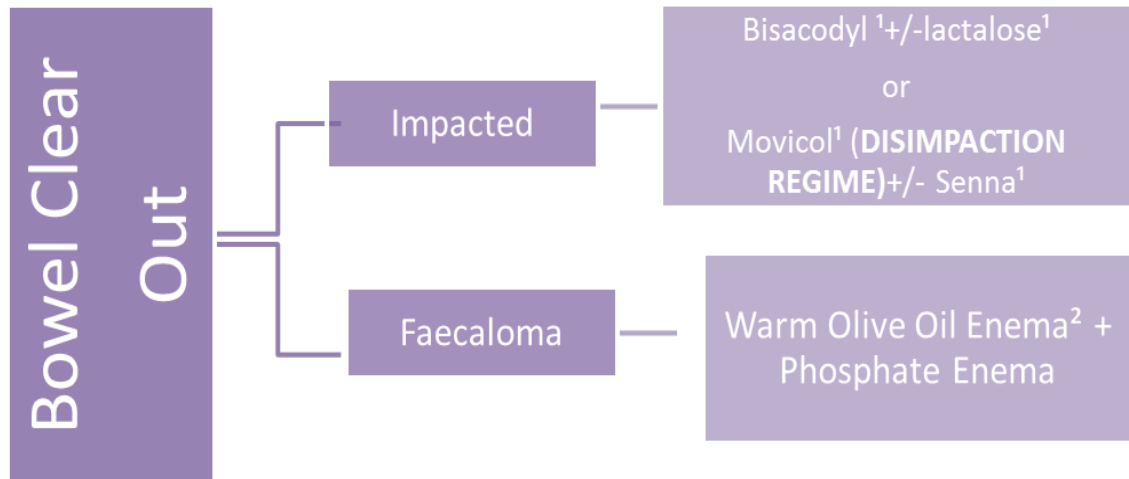 Bowel Clear
Out
Impacted
Bisacodyl ¹+/-lactalose¹
or
Movicol¹ (DISIMPACTION
REGIME)+/- Senna¹
Faecaloma
Warm Olive Oil Enema² +
Phosphate Enema